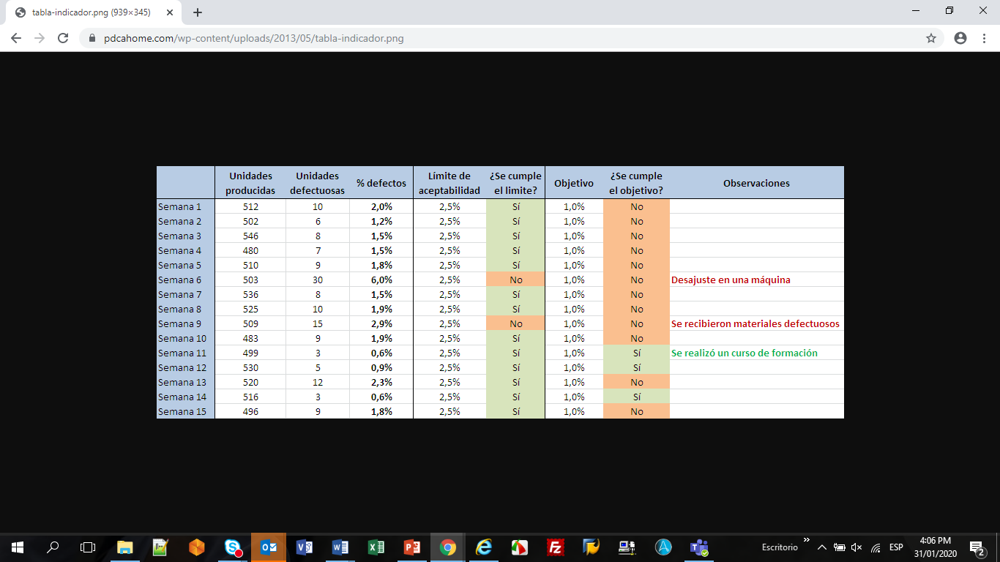 tabla-indicador.png (939×345)
pdcahome.com/wp-content/uploads/2013/05/tabla-indicador.png
Unidades producidas Unidades defectuosas % defectos Límite de aceptabilidad ¿Se cumple el limite? Objetivo ¿Se cumple el objetivo? Observaciones
Semana 1 512 10 2,0% 2,5% Sí 1,0% No
Semana 2 502 6 1,2% 2,5% Sí 1,0% No
Semana 3 546 8 1,5% 2,5% Sí 1,0% No
Semana 4 480 7 1,5% 2,5% Sí 1,0% No
Semana 5 510 9 1,8% 2,5% Sí 1,0% No
Semana 6 503 30 6,0% 2,5% No 1,0% No Desajuste en una máquina
Semana 7 536 8 1,5% 2,5% Sí 1,0% No
Semana 8 525 10 1,9% 2,5% Sí 1,0% No
Semana 9 509 15 2,9% 2,5% No 1,0% No Se recibieron materiales defectuosos
Semana 10 483 9 1,9% 2,5% Sí 1,0% No
Semana 11 499 3 0,6% 2,5% Sí 1,0% Sí Se realizó un curso de formación
Semana 12 530 5 0,9% 2,5% Sí 1,0% Sí
Semana 13 520 12 2,3% 2,5% Sí 1,0% No
Semana 14 516 3 0,6% 2,5% Sí 1,0% Sí
Semana 15 496 9 1,8% 2,5% Sí 1,0% No
Escritorio » ESP 4:06 PM
31/01/2020 2